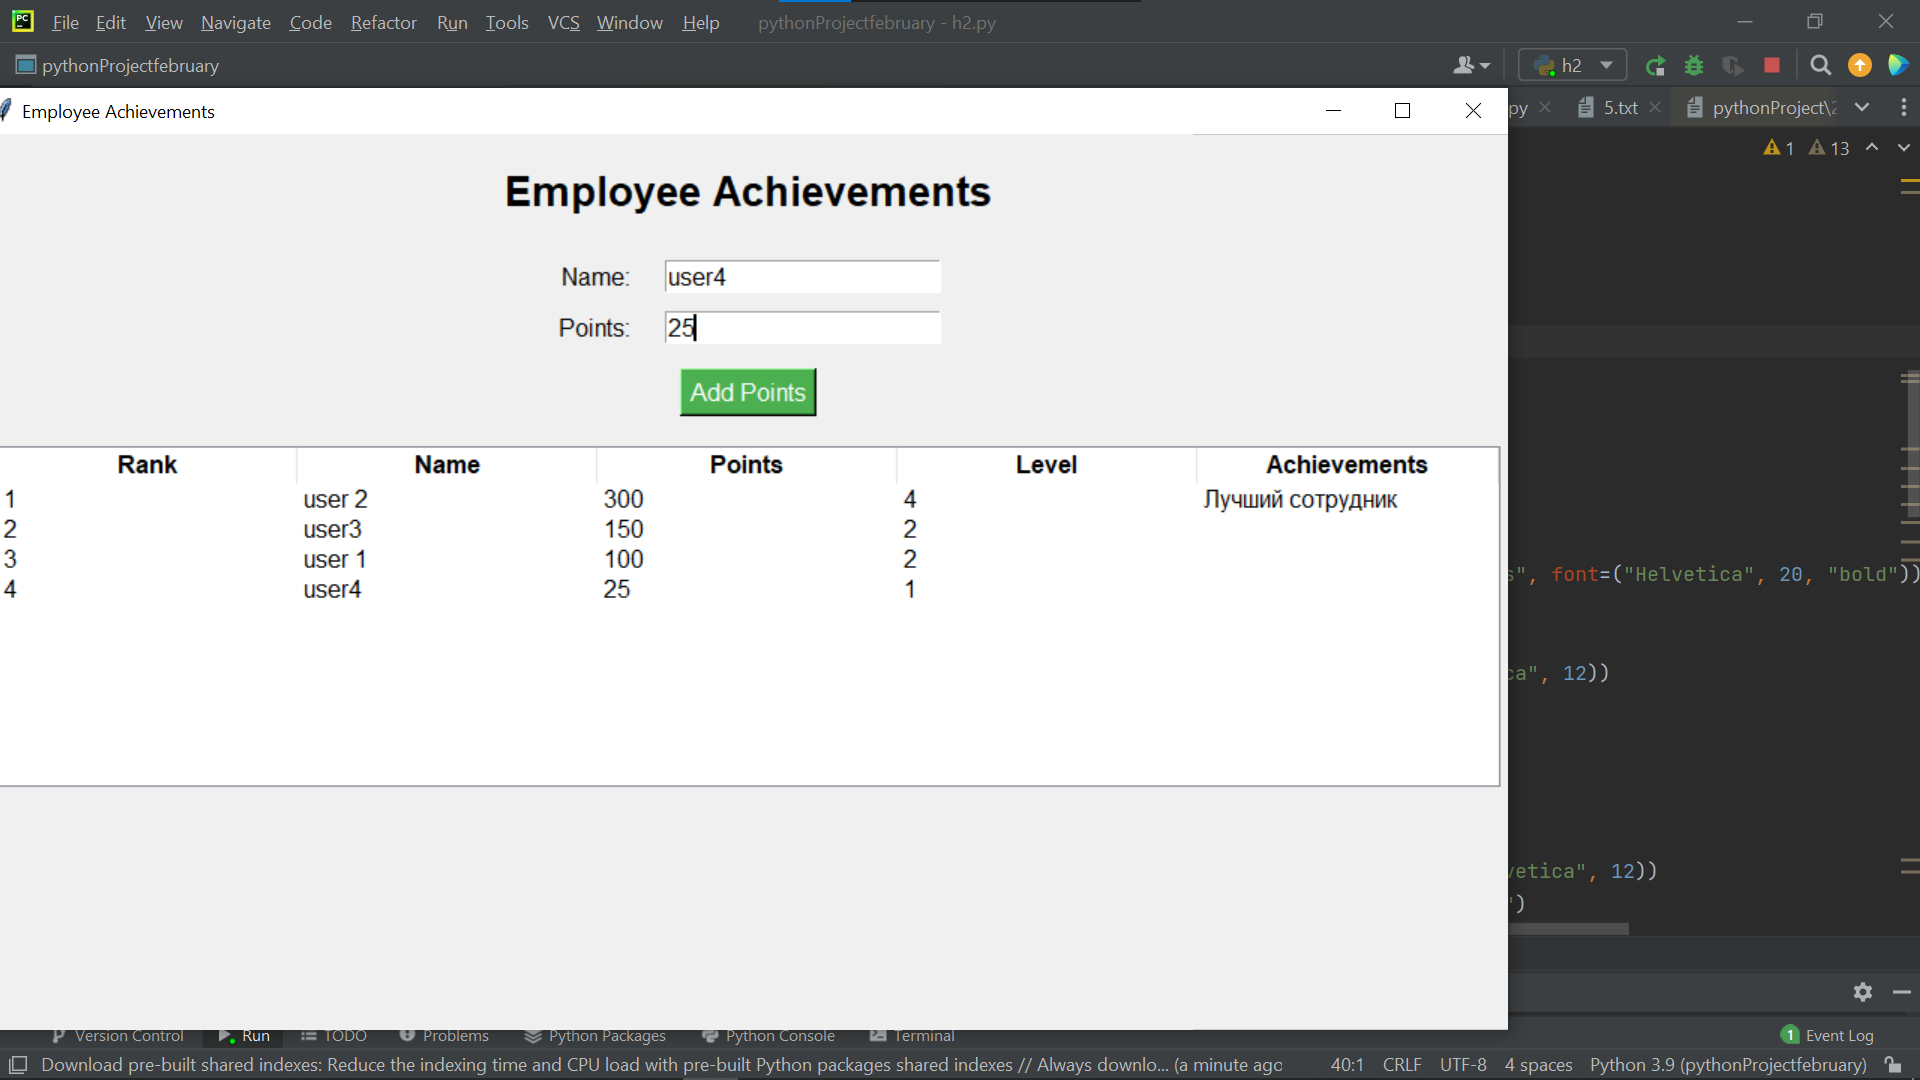 PC File Edit View Navigate Code Refactor Run Tools VCS Window Help pythonProjectfebruary - h2.py
pythonProjectfebruary h2
Employee Achievements
py 5.txt pythonProject\
1 13
Employee Achievements
Name: user4
Points: 25
Add Points
Rank Name Points Level Achievements
1 user 2 300 4 Лучший сотрудник
2 user3 150 2
3 user 1 100 2
4 user4 25 1
s", font=("Helvetica", 20, "bold"))
ca", 12))
vetica", 12))
")
Version Control Run TODO Problems Python Packages Python Console Terminal 1 Event Log
Download pre-built shared indexes: Reduce the indexing time and CPU load with pre-built Python packages shared indexes // Always downlo... (a minute ago 40:1 CRLF UTF-8 4 spaces Python 3.9 (pythonProjectfebruary)